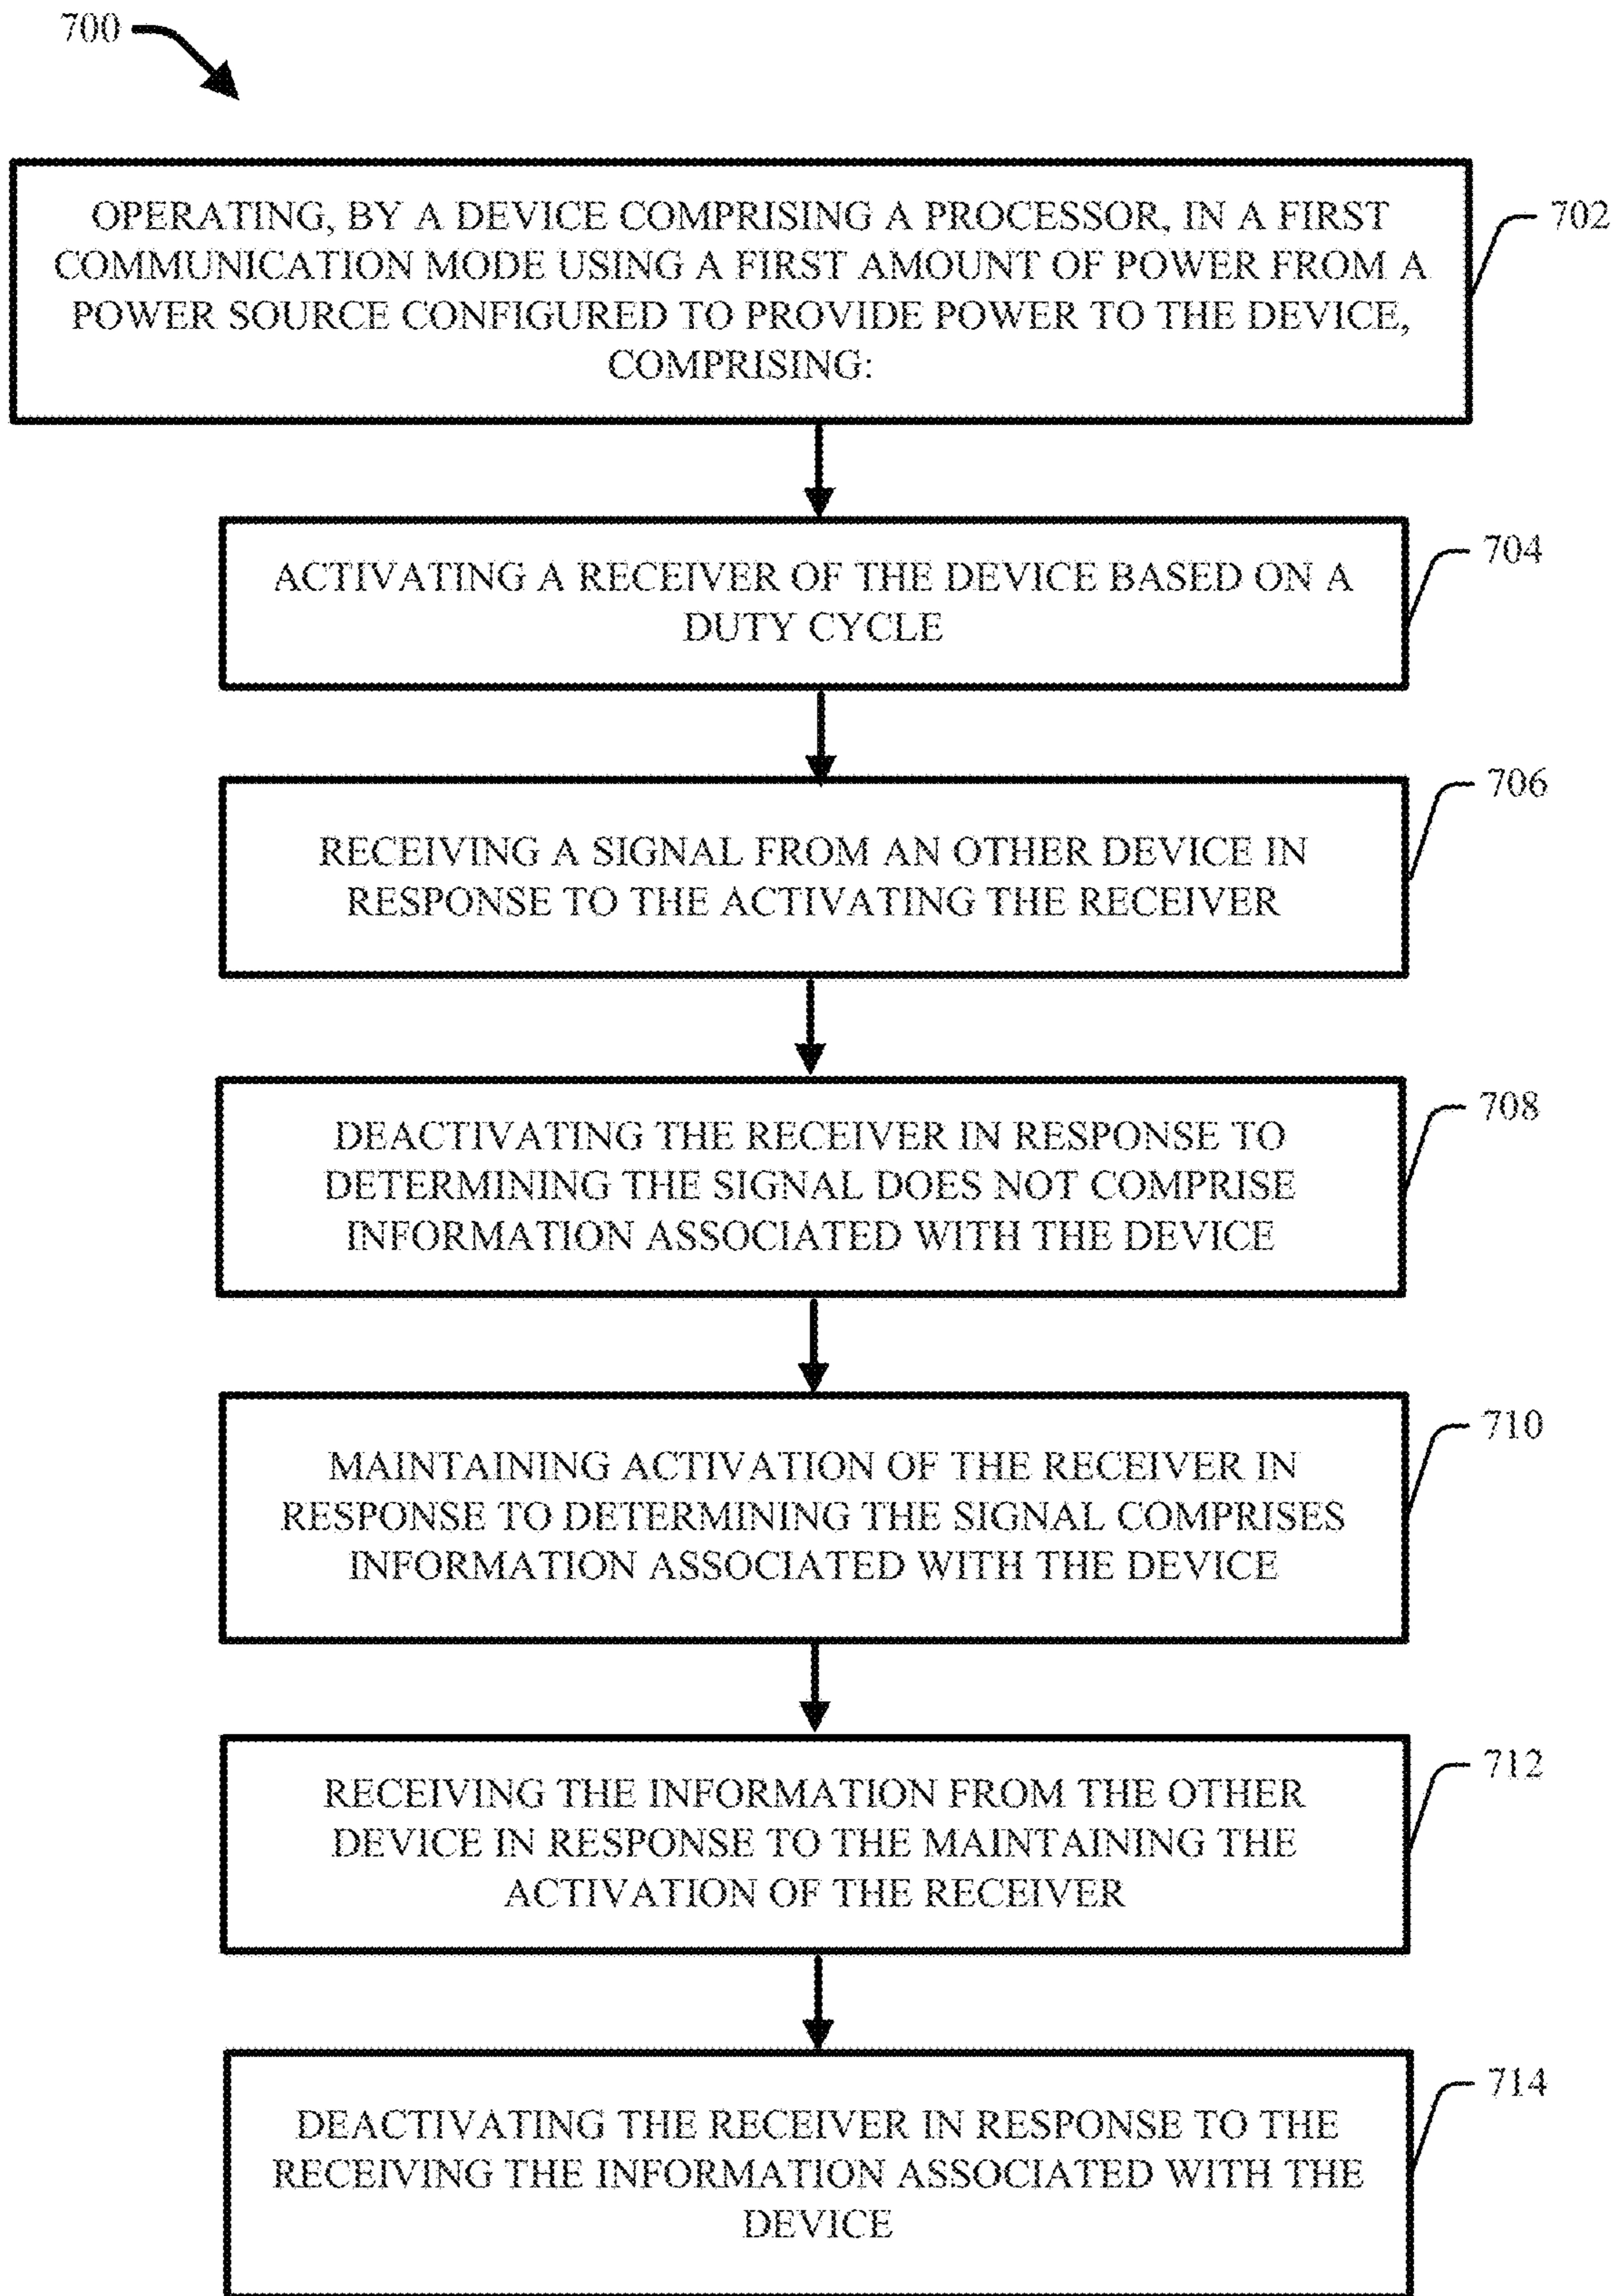 700
OPERATING, BY A DEVICE COMPRISING A PROCESSOR, IN A FIRST
COMMUNICATION MODE USING A FIRST AMOUNT OF POWER FROM A
POWER SOURCE CONFIGURED TO PROVIDE POWER TO THE DEVICE,
COMPRISING:
702
ACTIVATING A RECEIVER OF THE DEVICE BASED ON A
DUTY CYCLE
704
RECEIVING A SIGNAL FROM AN OTHER DEVICE IN
RESPONSE TO THE ACTIVATING THE RECEIVER
706
DEACTIVATING THE RECEIVER IN RESPONSE TO
DETERMINING THE SIGNAL DOES NOT COMPRISE
INFORMATION ASSOCIATED WITH THE DEVICE
708
MAINTAINING ACTIVATION OF THE RECEIVER IN
RESPONSE TO DETERMINING THE SIGNAL COMPRISES
INFORMATION ASSOCIATED WITH THE DEVICE
710
RECEIVING THE INFORMATION FROM THE OTHER
DEVICE IN RESPONSE TO THE MAINTAINING THE
ACTIVATION OF THE RECEIVER
712
DEACTIVATING THE RECEIVER IN RESPONSE TO THE
RECEIVING THE INFORMATION ASSOCIATED WITH THE
DEVICE
714